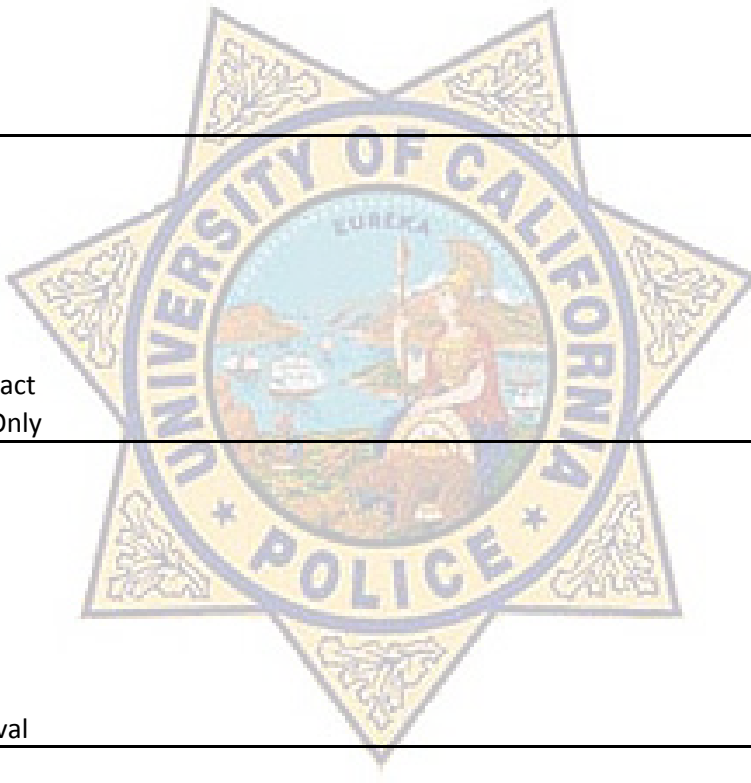 UNIVERSITY OF CALIFORNIA
EUREKA
act
Only
★ POLICE ★
val